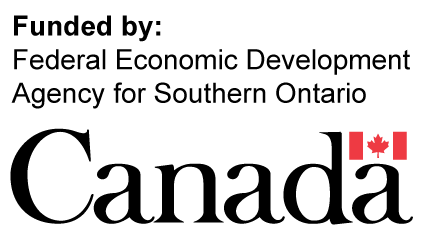 Funded by:
Federal Economic Development
Agency for Southern Ontario
Canada